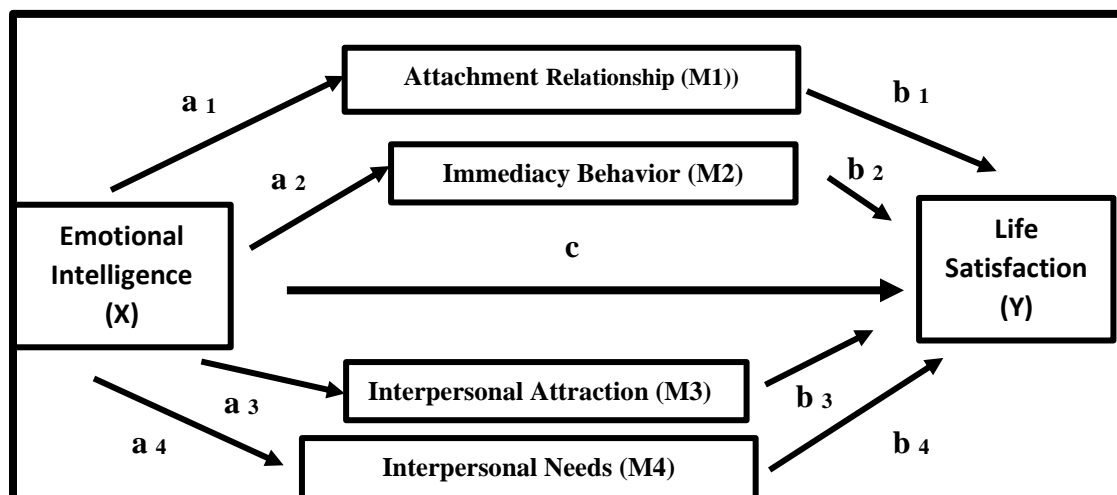 Attachment Relationship (M1))
a 1
b 1
Immediacy Behavior (M2)
a 2
b 2
Emotional
Intelligence
(X)
c
Life
Satisfaction
(Y)
Interpersonal Attraction (M3)
a 3
b 3
a 4
b 4
Interpersonal Needs (M4)